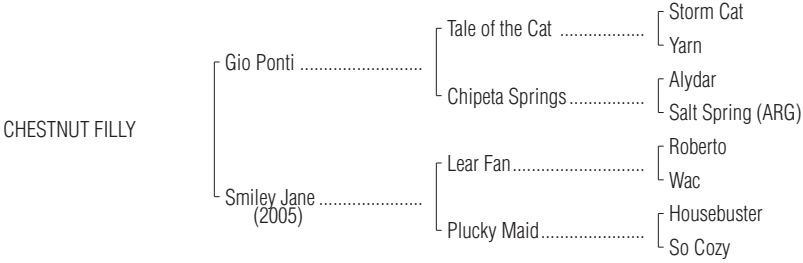 Storm Cat
Tale of the Cat ..................
Yarn
Gio Ponti ..........................
Alydar
Chipeta Springs................
Salt Spring (ARG)
CHESTNUT FILLY
Roberto
Lear Fan............................
Wac
Smiley Jane ......................
(2005)
Housebuster
Plucky Maid......................
So Cozy